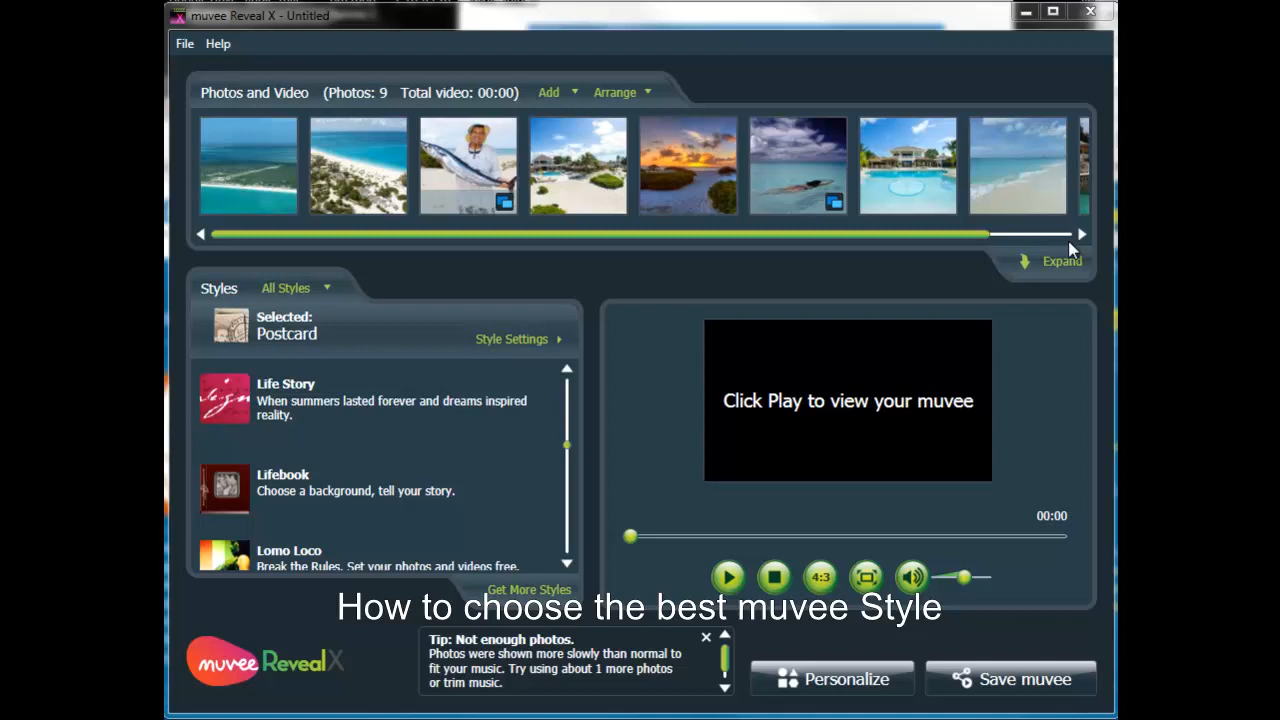 muvee Reveal X - Untitled
File Help
Photos and Video (Photos: 9 Total video: 00:00) Add Arrange
Expand
Styles All Styles
Selected:
Postcard
Style Settings
Life Story
When summers lasted forever and dreams inspired
reality.
Lifebook
Choose a background, tell your story.
Lomo Loco
Break the Rules. Set your photos and videos free.
Get More Styles
Click Play to view your muvee
00:00
4:3
How to choose the best muvee Style
muvee Reveal X
Tip: Not enough photos.
Photos were shown more slowly than normal to
fit your music. Try using about 1 more photos
or trim music.
Personalize
Save muvee